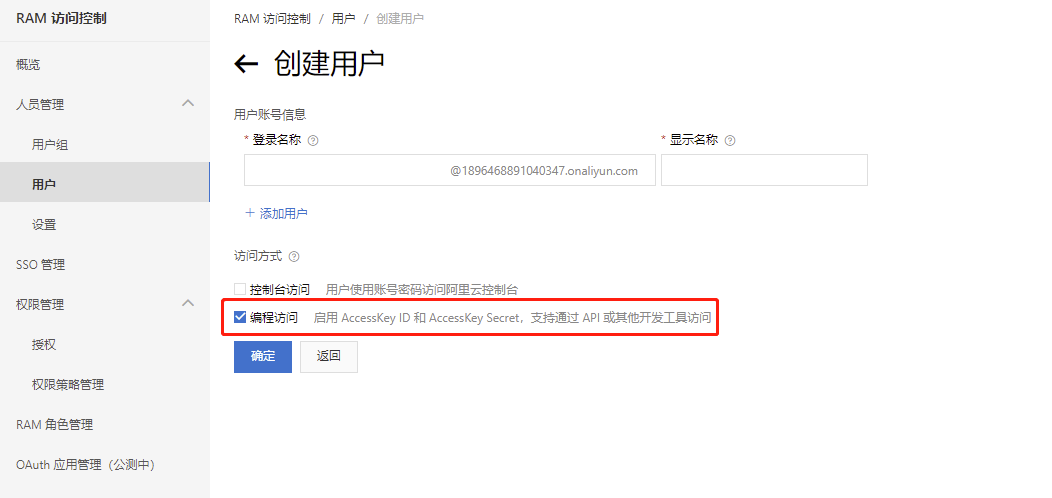 RAM 访问控制
概览
人员管理
用户组
用户
设置
SSO 管理
权限管理
授权
权限策略管理
RAM 角色管理
OAuth 应用管理（公测中）
RAM 访问控制 / 用户 / 创建用户
← 创建用户
用户账号信息
* 登录名称 ? * 显示名称 ?
@1896468891040347.onaliyun.com
+ 添加用户
访问方式 ?
控制台访问 用户使用账号密码访问阿里云控制台
编程访问 启用 AccessKey ID 和 AccessKey Secret，支持通过 API 或其他开发工具访问
确定 返回